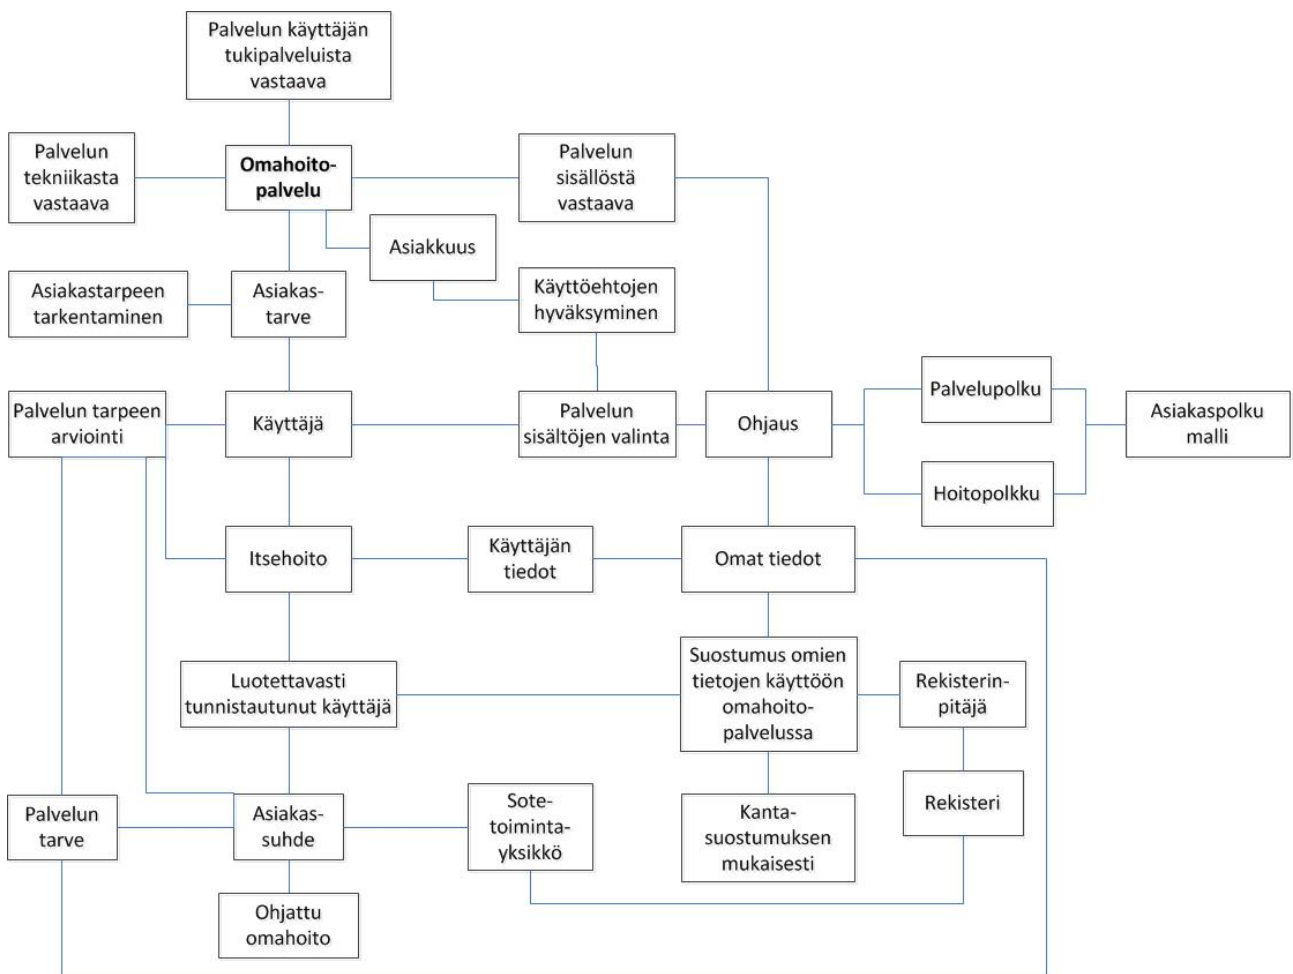 Palvelun käyttäjän
tukipalveluista
vastaava
Palvelun
tekniikasta
vastaava
Omahoito-
palvelu
Palvelun
sisällöstä
vastaava
Asiakkuus
Asiakastarpeen
tarkentaminen
Asiakas-
tarve
Käyttöehtojen
hyväksyminen
Palvelun tarpeen
arviointi
Käyttäjä
Palvelun
sisältöjen valinta
Ohjaus
Palvelupolku
Hoitopolkku
Asiakaspolku
malli
Itsehoito
Käyttäjän
tiedot
Omat tiedot
Luotettavasti
tunnistautunut käyttäjä
Suostumus omien
tietojen käyttöön
omahoito-
palvelussa
Rekisterin-
pitäjä
Palvelun
tarve
Asiakas-
suhde
Sote-
toiminta-
yksikkö
Kanta-
suostumuksen
mukaisesti
Rekisteri
Ohjattu
omahoito